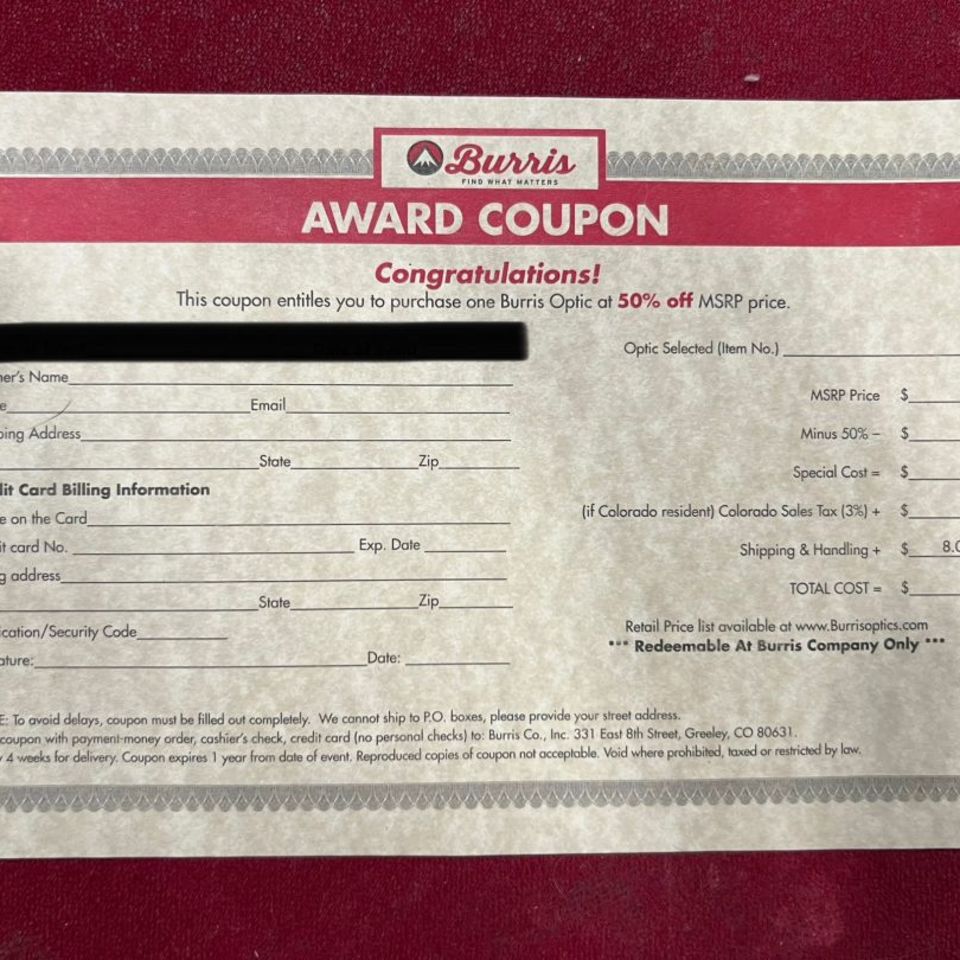 Burris
FIND WHAT MATTERS
AWARD COUPON
Congratulations!
This coupon entitles you to purchase one Burris Optic at 50% off MSRP price.
ner's Name
e Email
ping Address
State Zip
dit Card Billing Information
e on the Card
it card No. Exp. Date
g address
State Zip
ication/Security Code
ature: Date:
Optic Selected (Item No.)
MSRP Price $
Minus 50% – $
Special Cost = $
(if Colorado resident) Colorado Sales Tax (3%) + $
Shipping & Handling + $ 8.0
TOTAL COST = $
Retail Price list available at www.Burrisoptics.com
*** Redeemable At Burris Company Only ***
E: To avoid delays, coupon must be filled out completely. We cannot ship to P.O. boxes, please provide your street address.
coupon with payment-money order, cashier's check, credit card (no personal checks) to: Burris Co., Inc. 331 East 8th Street, Greeley, CO 80631.
4 weeks for delivery. Coupon expires 1 year from date of event. Reproduced copies of coupon not acceptable. Void where prohibited, taxed or restricted by law.